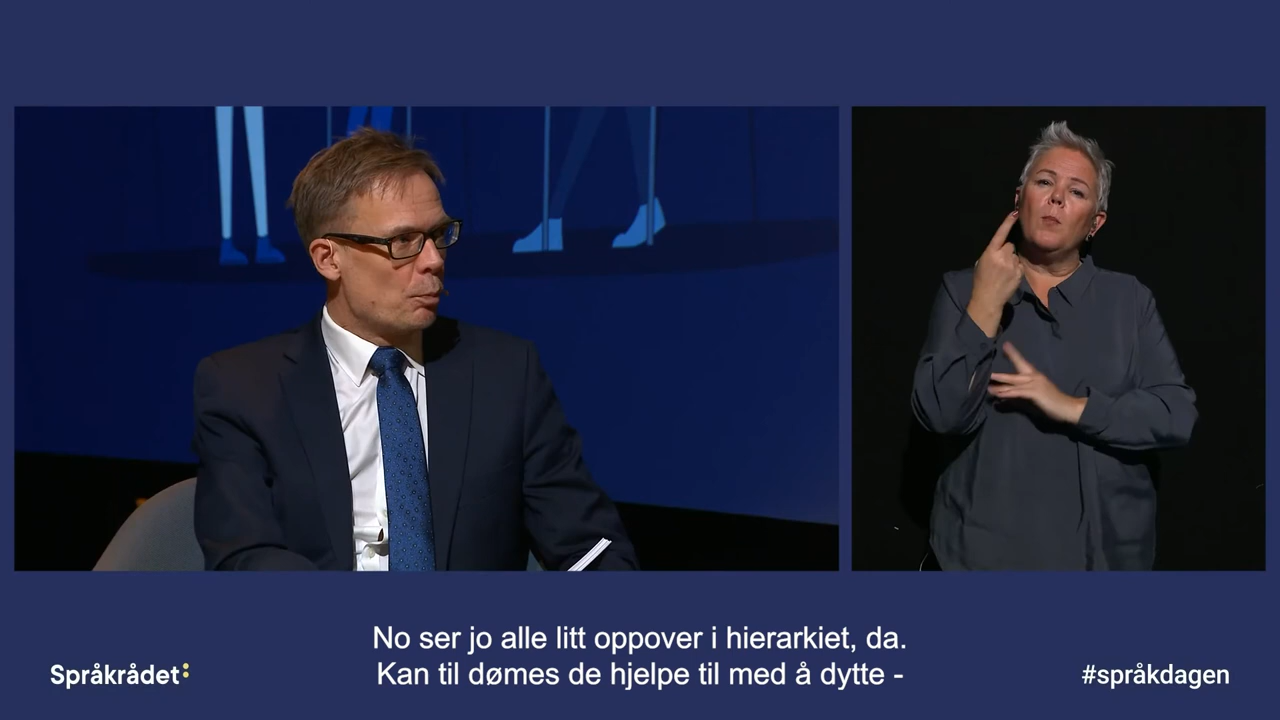 No ser jo alle litt oppover i hierarkiet, da.
Kan til dømes de hjelpe til med å dytte -
Språkrådet:
#språkdagen